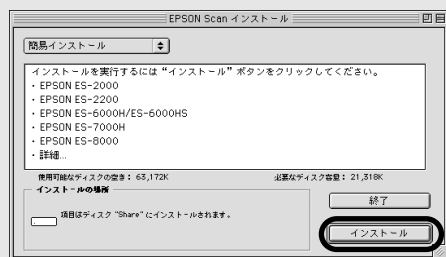 EPSON Scan インストール
簡易インストール
インストールを実行するには“インストール”ボタンをクリックしてください。
・EPSON ES-2000
・EPSON ES-2200
・EPSON ES-6000H/ES-6000HS
・EPSON ES-7000H
・EPSON ES-8000
・詳細...
使用可能なディスクの空き： 63,172K
必要なディスク容量： 21,318K
インストールの場所
項目はディスク “Share” にインストールされます。
終了
インストール